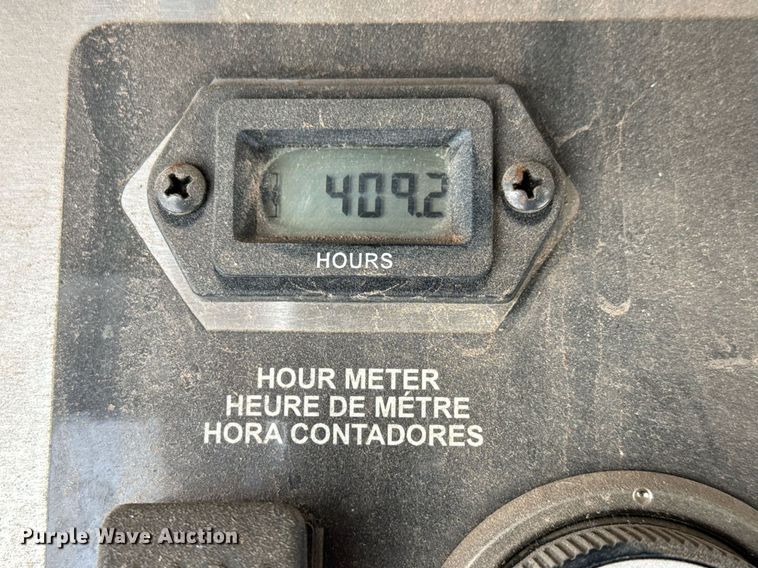 409.2
HOURS
HOUR METER
HEURE DE MÉTRE
HORA CONTADORES
Purple Wave Auction